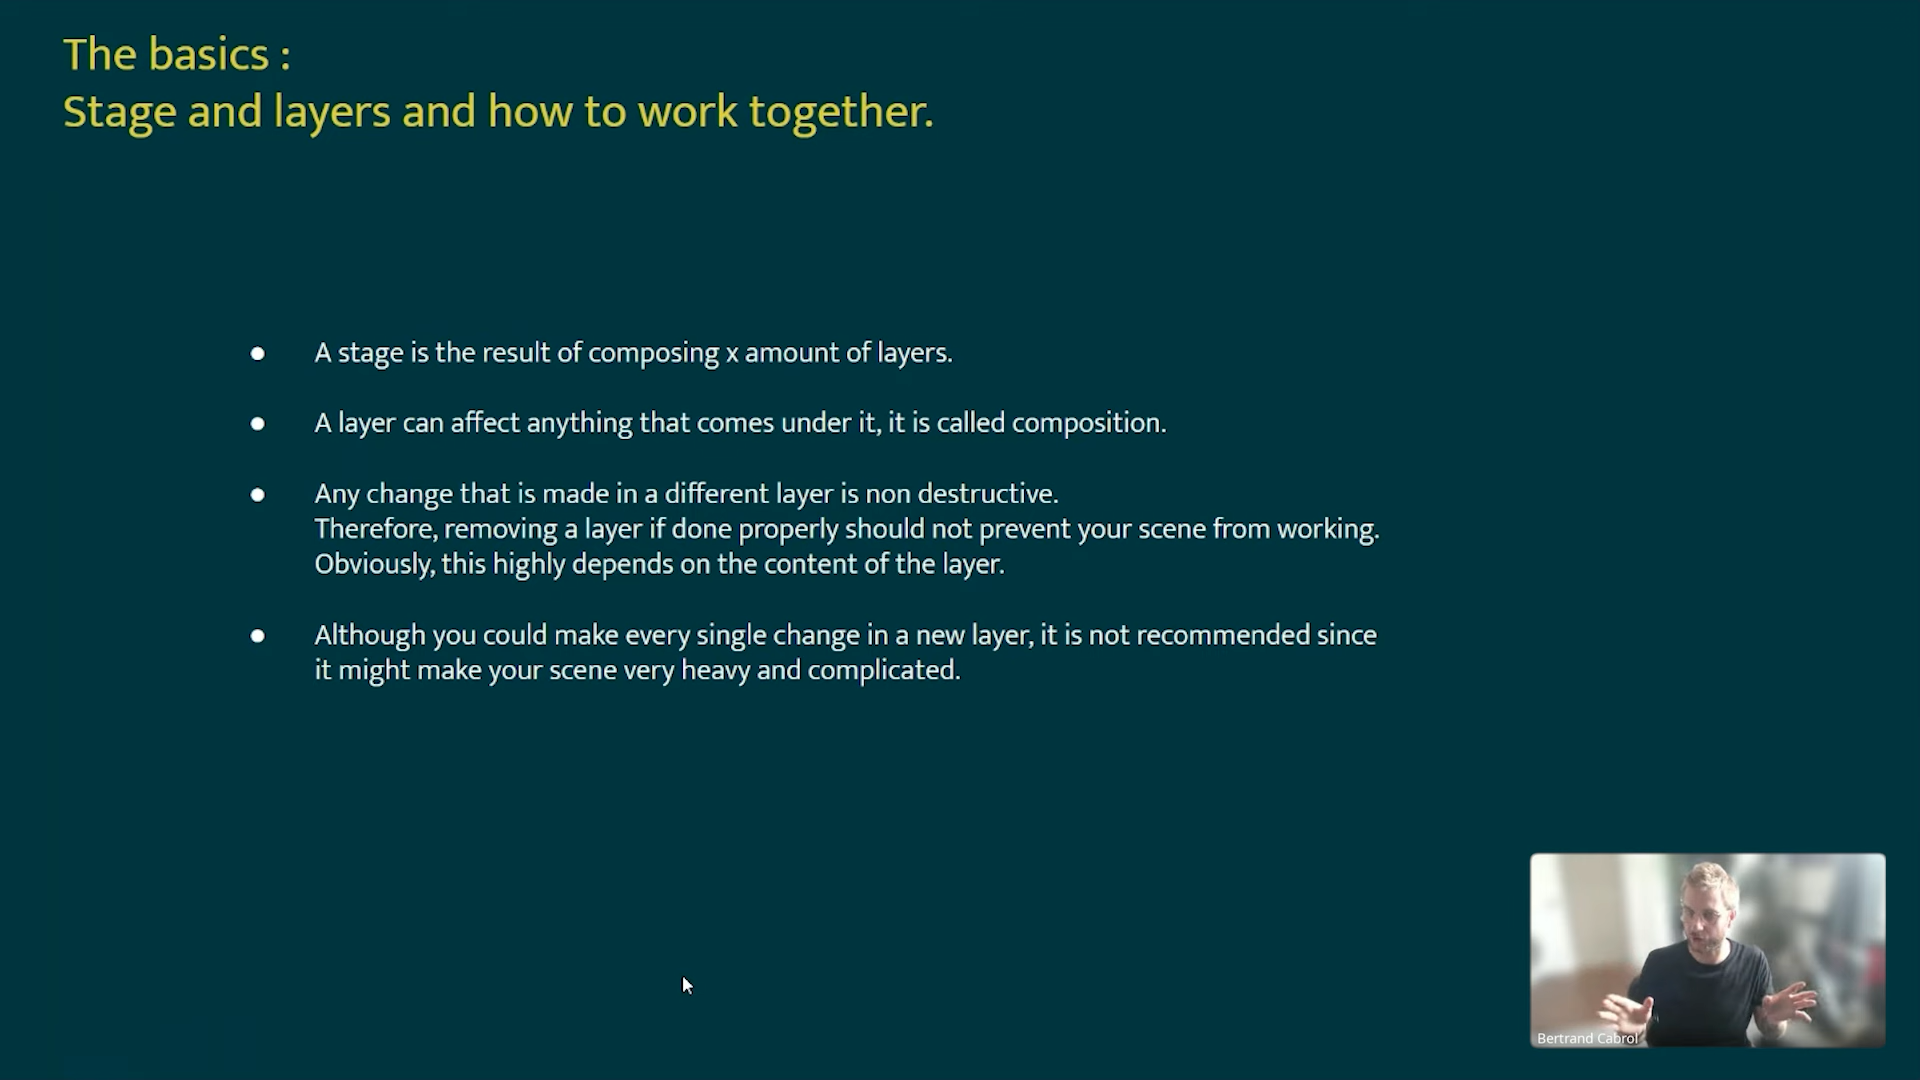 The basics :
Stage and layers and how to work together.
● A stage is the result of composing x amount of layers.
● A layer can affect anything that comes under it, it is called composition.
● Any change that is made in a different layer is non destructive.
Therefore, removing a layer if done properly should not prevent your scene from working.
Obviously, this highly depends on the content of the layer.
● Although you could make every single change in a new layer, it is not recommended since
it might make your scene very heavy and complicated.
Bertrand Cabrol